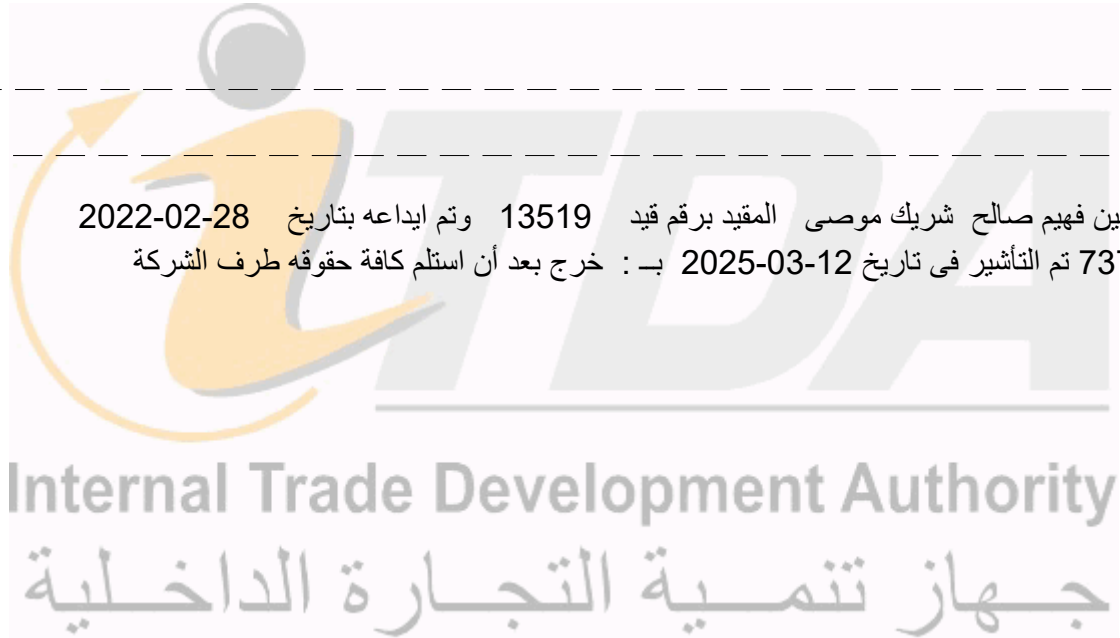 فهيم صالح شريك موصى المقيد برقم قيد 13519 وتم ايداعه بتاريخ 28-02-2022
تم التأشير فى تاريخ 12-03-2025 بـ : خرج بعد أن استلم كافة حقوقه طرف الشركة
iTDA
Internal Trade Development Authority
جهاز تنمية التجارة الداخلية